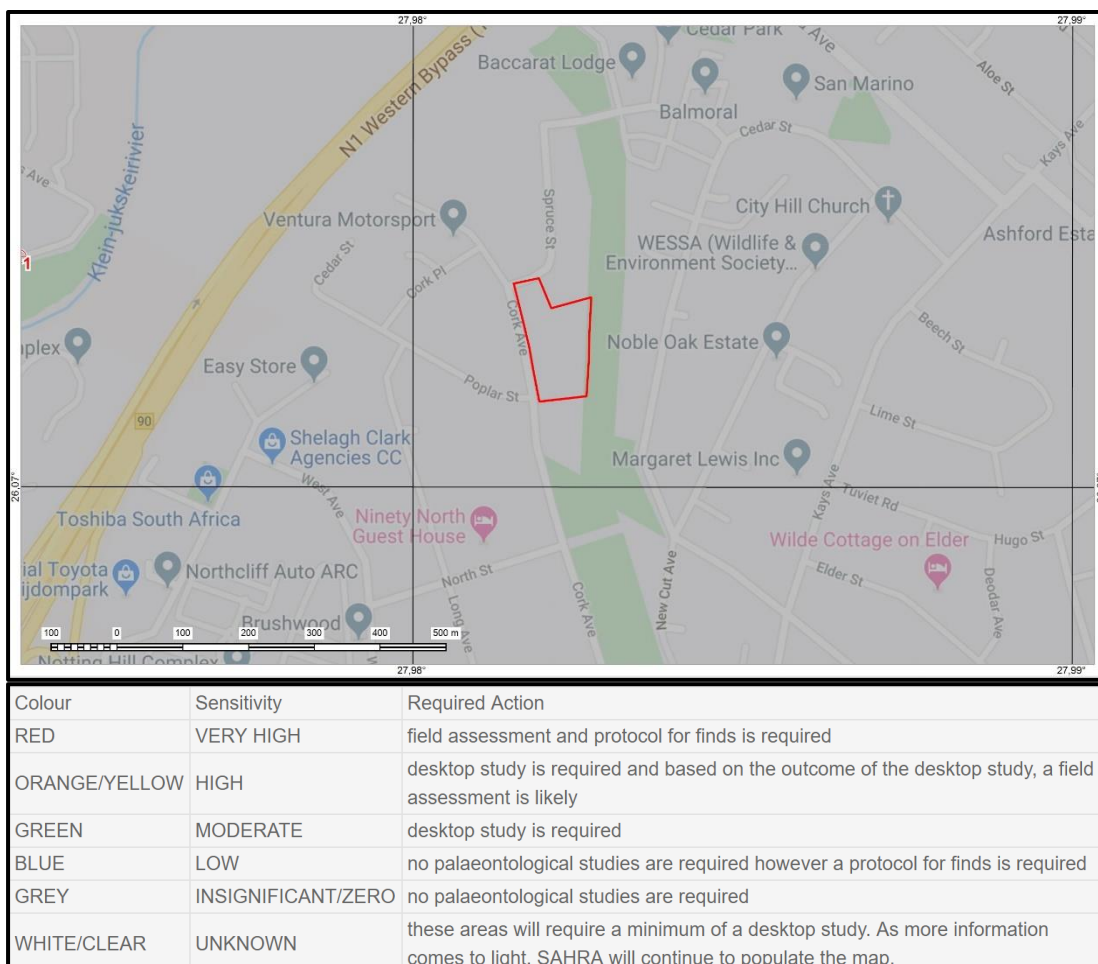 27,98°
27,99°
Cedar Park
Ave
Baccarat Lodge
San Marino
Aloe St
Balmoral
N1 Western Bypass (
Cedar St
Kays Ave
Klein-jukskeirivier
s Ave
Spruce St
City Hill Church
Ventura Motorsport
WESSA (Wildlife &
Environment Society...
Ashford Esta
1
Cedar St
Cork Pl
Cork Ave
Beech St
Noble Oak Estate
nplex
Easy Store
Poplar St
90
Lime St
Shelagh Clark
Agencies CC
Margaret Lewis Inc
26,07°
West Ave
Kays Ave
Tuviet Rd
Toshiba South Africa
Ninety North
Guest House
Wilde Cottage on Elder
Hugo St
ial Toyota
ijdompark
Northcliff Auto ARC
North St
New Cut Ave
Elder St
Cork Ave
Long Ave
Deodar Ave
Brushwood
100 0 100 200 300 400 500 m
Notting Hill Complex
W
27,98°
27,99°
Colour Sensitivity Required Action
RED VERY HIGH field assessment and protocol for finds is required
ORANGE/YELLOW HIGH desktop study is required and based on the outcome of the desktop study, a field
assessment is likely
GREEN MODERATE desktop study is required
BLUE LOW no palaeontological studies are required however a protocol for finds is required
GREY INSIGNIFICANT/ZERO no palaeontological studies are required
WHITE/CLEAR UNKNOWN these areas will require a minimum of a desktop study. As more information
comes to light, SAHRA will continue to populate the map.